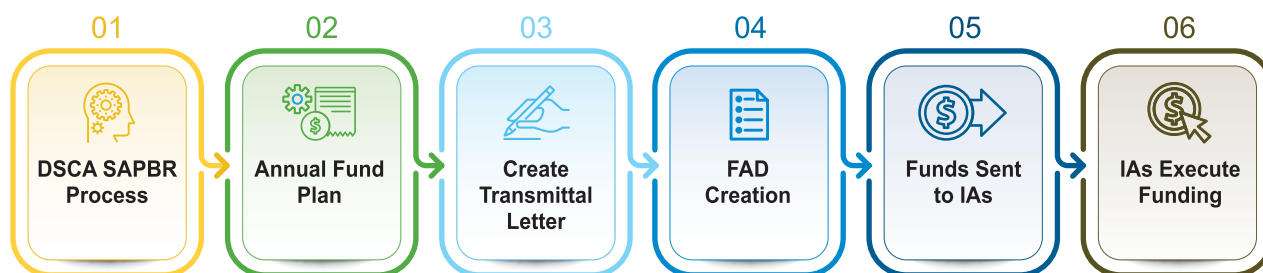 01
02
03
04
05
06
DSCA SAPBR
Process
Annual Fund
Plan
$
Create
Transmittal
Letter
FAD
Creation
$
Funds Sent
to IAs
$
IAs Execute
Funding